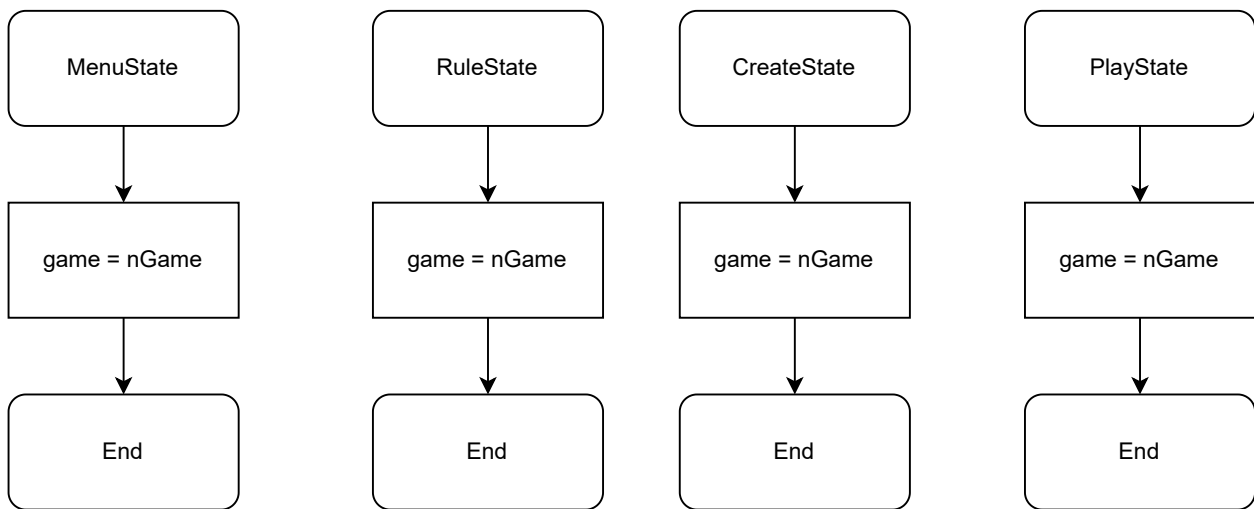 MenuState
RuleState
CreateState
PlayState
game = nGame
game = nGame
game = nGame
game = nGame
End
End
End
End